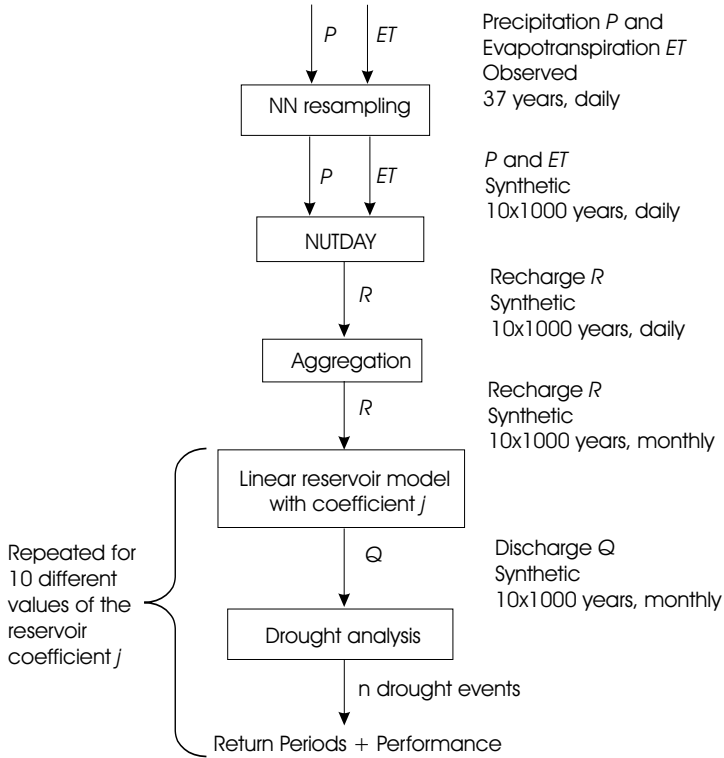 P
ET
Precipitation P and
Evapotranspiration ET
Observed
37 years, daily
NN resampling
P
ET
P and ET
Synthetic
10x1000 years, daily
NUTDAY
R
Recharge R
Synthetic
10x1000 years, daily
Aggregation
R
Recharge R
Synthetic
10x1000 years, monthly
Linear reservoir model
with coefficient j
Q
Discharge Q
Synthetic
10x1000 years, monthly
Repeated for
10 different
values of the
reservoir
coefficient j
Drought analysis
n drought events
Return Periods + Performance